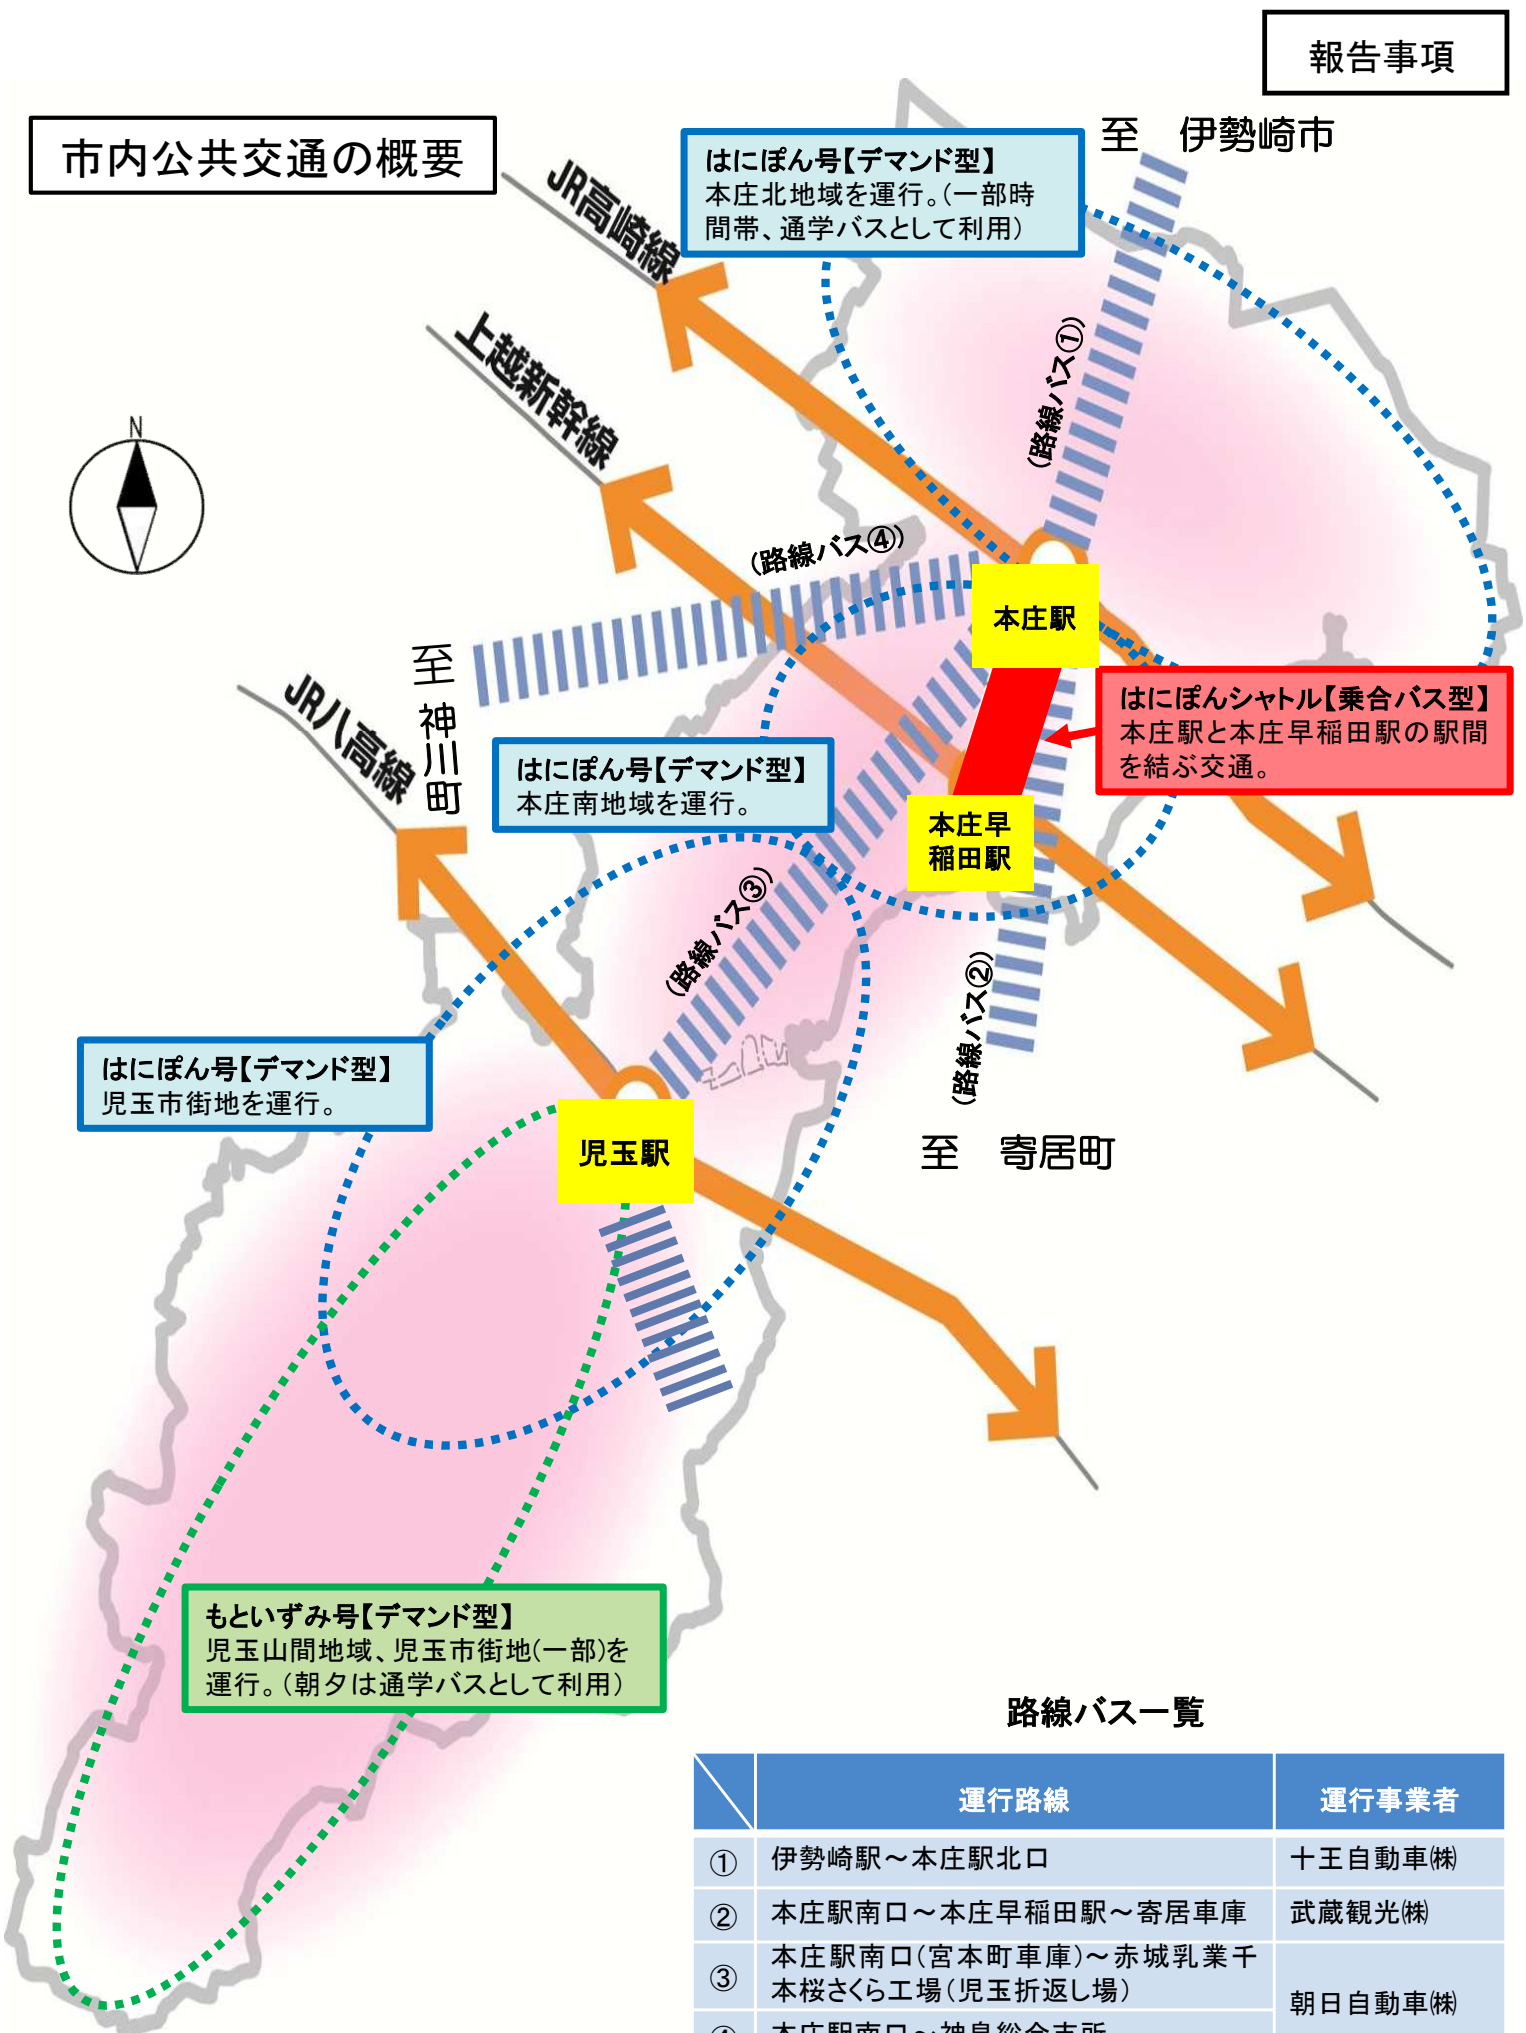 報告事項
市内公共交通の概要
至　伊勢崎市
はにぽん号【デマンド型】
本庄北地域を運行。（一部時
間帯、通学バスとして利用）
JR高崎線
上越新幹線
N
（路線バス①）
（路線バス④）
本庄駅
至
神
川
町
JR八高線
はにぽんシャトル【乗合バス型】
本庄駅と本庄早稲田駅の駅間
を結ぶ交通。
はにぽん号【デマンド型】
本庄南地域を運行。
本庄早
稲田駅
（路線バス③）
（路線バス②）
はにぽん号【デマンド型】
児玉市街地を運行。
児玉駅
至　寄居町
もといずみ号【デマンド型】
児玉山間地域、児玉市街地(一部)を
運行。（朝夕は通学バスとして利用）
路線バス一覧
運行路線　運行事業者
①　伊勢崎駅～本庄駅北口　十王自動車㈱
②　本庄駅南口～本庄早稲田駅～寄居車庫　武蔵観光㈱
③　本庄駅南口(宮本町車庫)～赤城乳業千
本桜さくら工場（児玉折返し場）
朝日自動車㈱
④　本庄駅南口～神泉総合支所